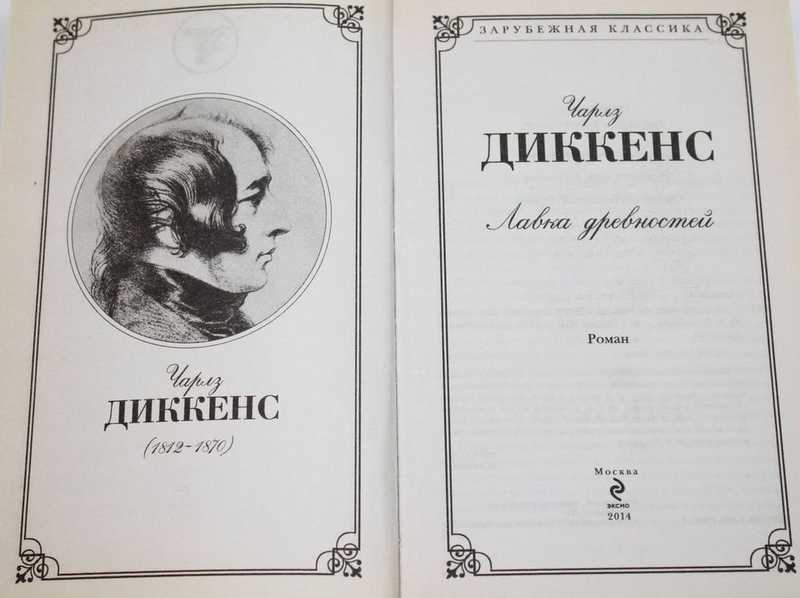 Чарлз
ДИККЕНС
(1812–1870)
ЗАРУБЕЖНАЯ КЛАССИКА
Чарлз
ДИККЕНС
Лавка древностей
Роман
Москва
ЭКСМО
2014